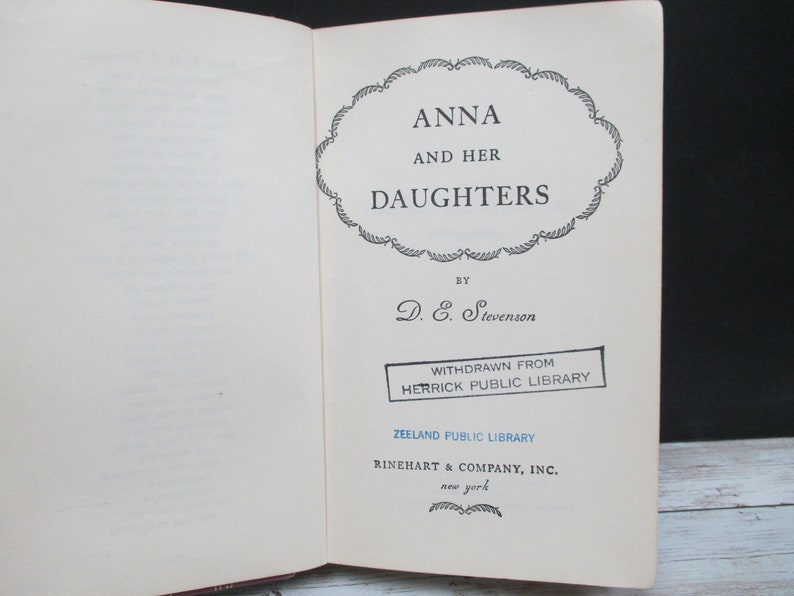 ANNA
AND HER
DAUGHTERS
BY
D. E. Stevenson
WITHDRAWN FROM
HERRICK PUBLIC LIBRARY
ZEELAND PUBLIC LIBRARY
RINEHART & COMPANY, INC.
new york